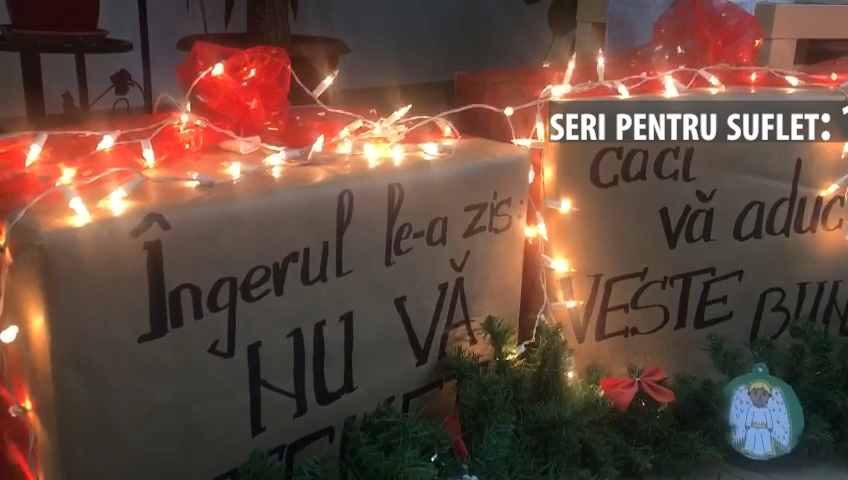 SERI PENTRU SUFLET:
Îngerul le-a zis:
NU VĂ
căci
vă aduc
VESTE BUN